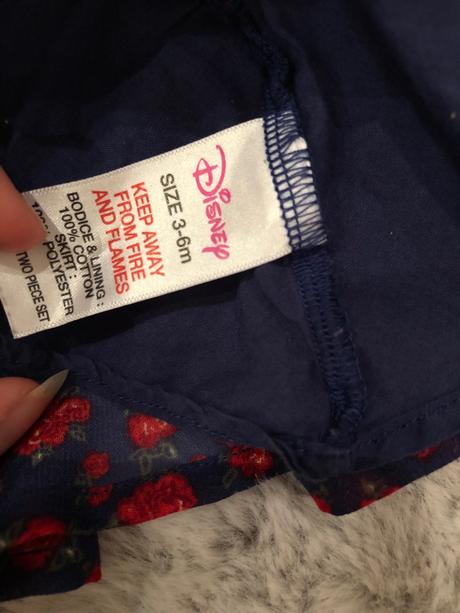 Disney
SIZE 3-6m
KEEP AWAY
FROM FIRE
AND FLAMES
BODICE & LINING :
100% COTTON
SKIRT :
100% POLYESTER
TWO PIECE SET